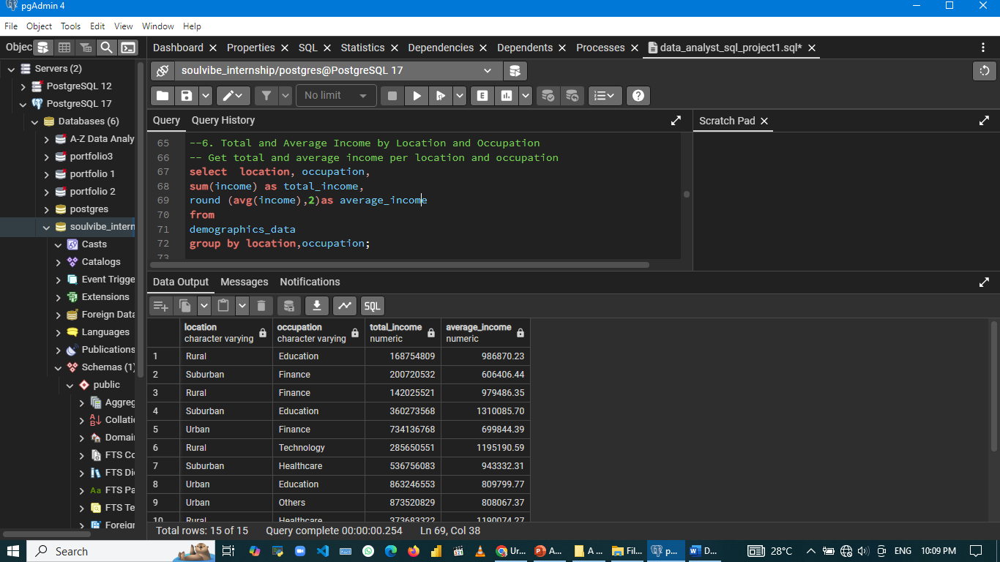 pgAdmin 4
File Object Tools Edit View Window Help
Objec
Dashboard Properties SQL Statistics Dependencies Dependents Processes data_analyst_sql_project1.sql*
Servers (2)
PostgreSQL 12
PostgreSQL 17
Databases (6)
A-Z Data Analy
portfolio3
portfolio 1
portfolio 2
postgres
soulvibe_intern
Casts
Catalogs
Event Trigge
Extensions
Foreign Data
Languages
Publications
Schemas (1)
public
Aggreg
Collatio
Domai
FTS Co
FTS Di
Aa FTS Pa
FTS Te
Foreign
soulvibe_internship/postgres@PostgreSQL 17
No limit
E
Query Query History
Scratch Pad
65 --6. Total and Average Income by Location and Occupation
66 -- Get total and average income per location and occupation
67 select  location, occupation,
68 sum(income) as total_income,
69 round (avg(income),2)as average_income
70 from
71 demographics_data
72 group by location,occupation;
73
Data Output Messages Notifications
SQL
location occupation total_income average_income
character varying character varying numeric numeric
1 Rural Education 168754809 986870.23
2 Suburban Finance 200720532 606406.44
3 Rural Finance 142025521 979486.35
4 Suburban Education 360273568 1310085.70
5 Urban Finance 734136768 699844.39
6 Rural Technology 285650551 1195190.59
7 Suburban Healthcare 536756083 943332.31
8 Urban Education 863246553 809799.77
9 Urban Others 873520829 808067.37
10 Rural Healthcare 373683322 1190074.27
Total rows: 15 of 15 Query complete 00:00:00.254 Ln 69, Col 38
Search
Ur... A... A ... Fil... p... D...
28°C ENG 10:09 PM